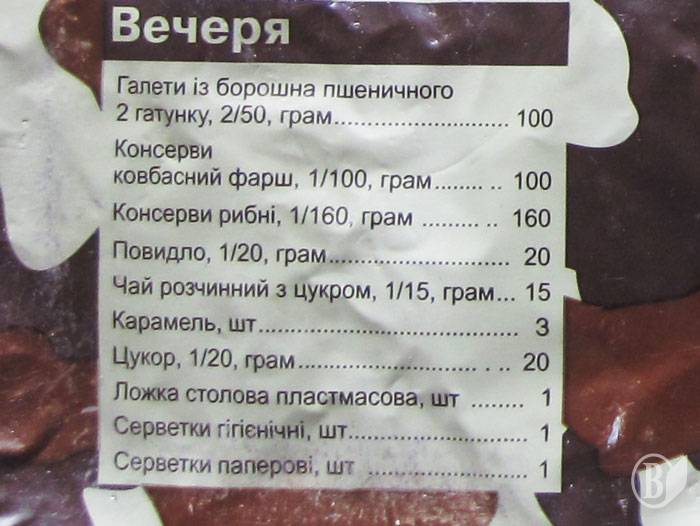 Вечеря
Галети із борошна пшеничного
2 гатунку, 2/50, грам................... 100
Консерви
ковбасний фарш, 1/100, грам........ .. 100
Консерви рибні, 1/160, грам ......... .. 160
Повидло, 1/20, грам........................ 20
Чай розчинний з цукром, 1/15, грам... 15
Карамель, шт................................... 3
Цукор, 1/20, грам.......................... . .. 20
Ложка столова пластмасова, шт ........ 1
Серветки гігієнічні, шт..................... 1
Серветки паперові, шт .................... 1
В